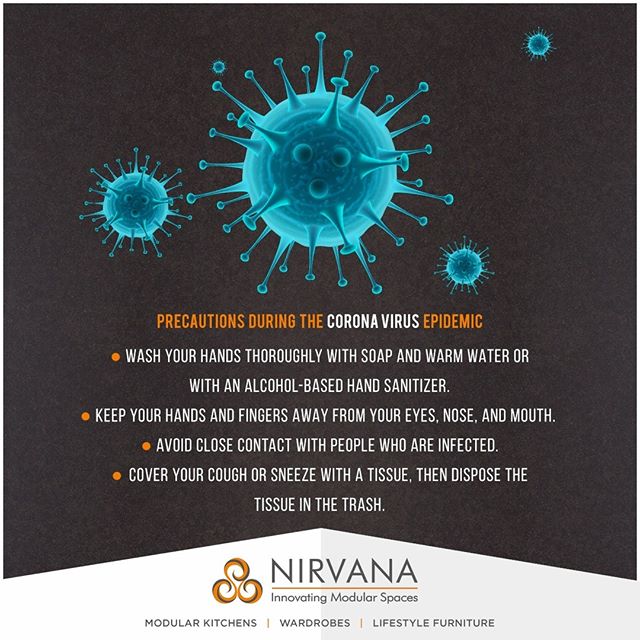 PRECAUTIONS DURING THE CORONA VIRUS EPIDEMIC
● WASH YOUR HANDS THOROUGHLY WITH SOAP AND WARM WATER OR
WITH AN ALCOHOL-BASED HAND SANITIZER.
● KEEP YOUR HANDS AND FINGERS AWAY FROM YOUR EYES, NOSE, AND MOUTH.
● AVOID CLOSE CONTACT WITH PEOPLE WHO ARE INFECTED.
● COVER YOUR COUGH OR SNEEZE WITH A TISSUE, THEN DISPOSE THE
TISSUE IN THE TRASH.
NIRVANA
Innovating Modular Spaces
MODULAR KITCHENS | WARDROBES | LIFESTYLE FURNITURE